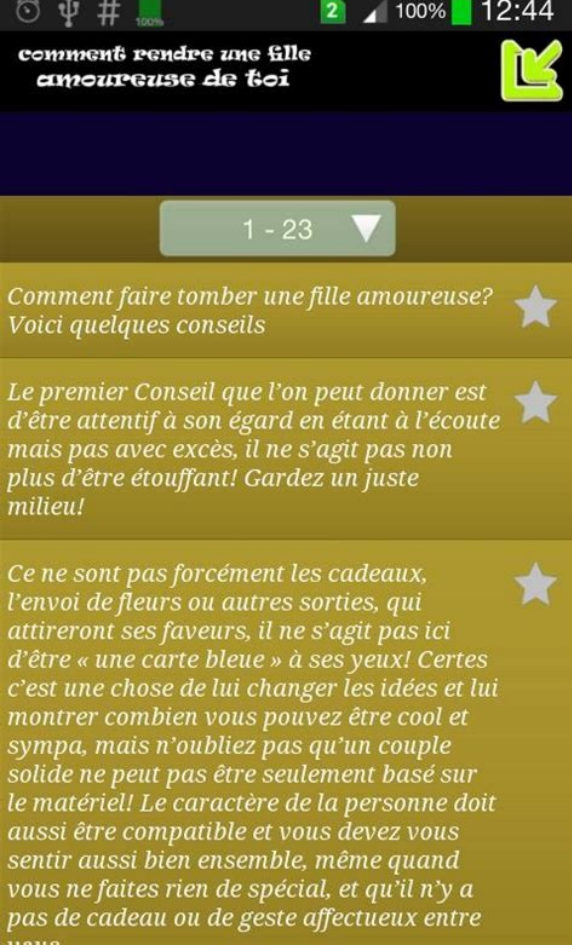 100%
2
100%
12:44
comment rendre une fille
amoureuse de toi
1 - 23
Comment faire tomber une fille amoureuse?
Voici quelques conseils
Le premier Conseil que l'on peut donner est
d'être attentif à son égard en étant à l'écoute
mais pas avec excès, il ne s'agit pas non
plus d'être étouffant! Gardez un juste
milieu!
Ce ne sont pas forcément les cadeaux,
l'envoi de fleurs ou autres sorties, qui
attireront ses faveurs, il ne s'agit pas ici
d'être « une carte bleue » à ses yeux! Certes
c'est une chose de lui changer les idées et lui
montrer combien vous pouvez être cool et
sympa, mais n'oubliez pas qu'un couple
solide ne peut pas être seulement basé sur
le matériel! Le caractère de la personne doit
aussi être compatible et vous devez vous
sentir aussi bien ensemble, même quand
vous ne faites rien de spécial, et qu'il n'y a
pas de cadeau ou de geste affectueux entre